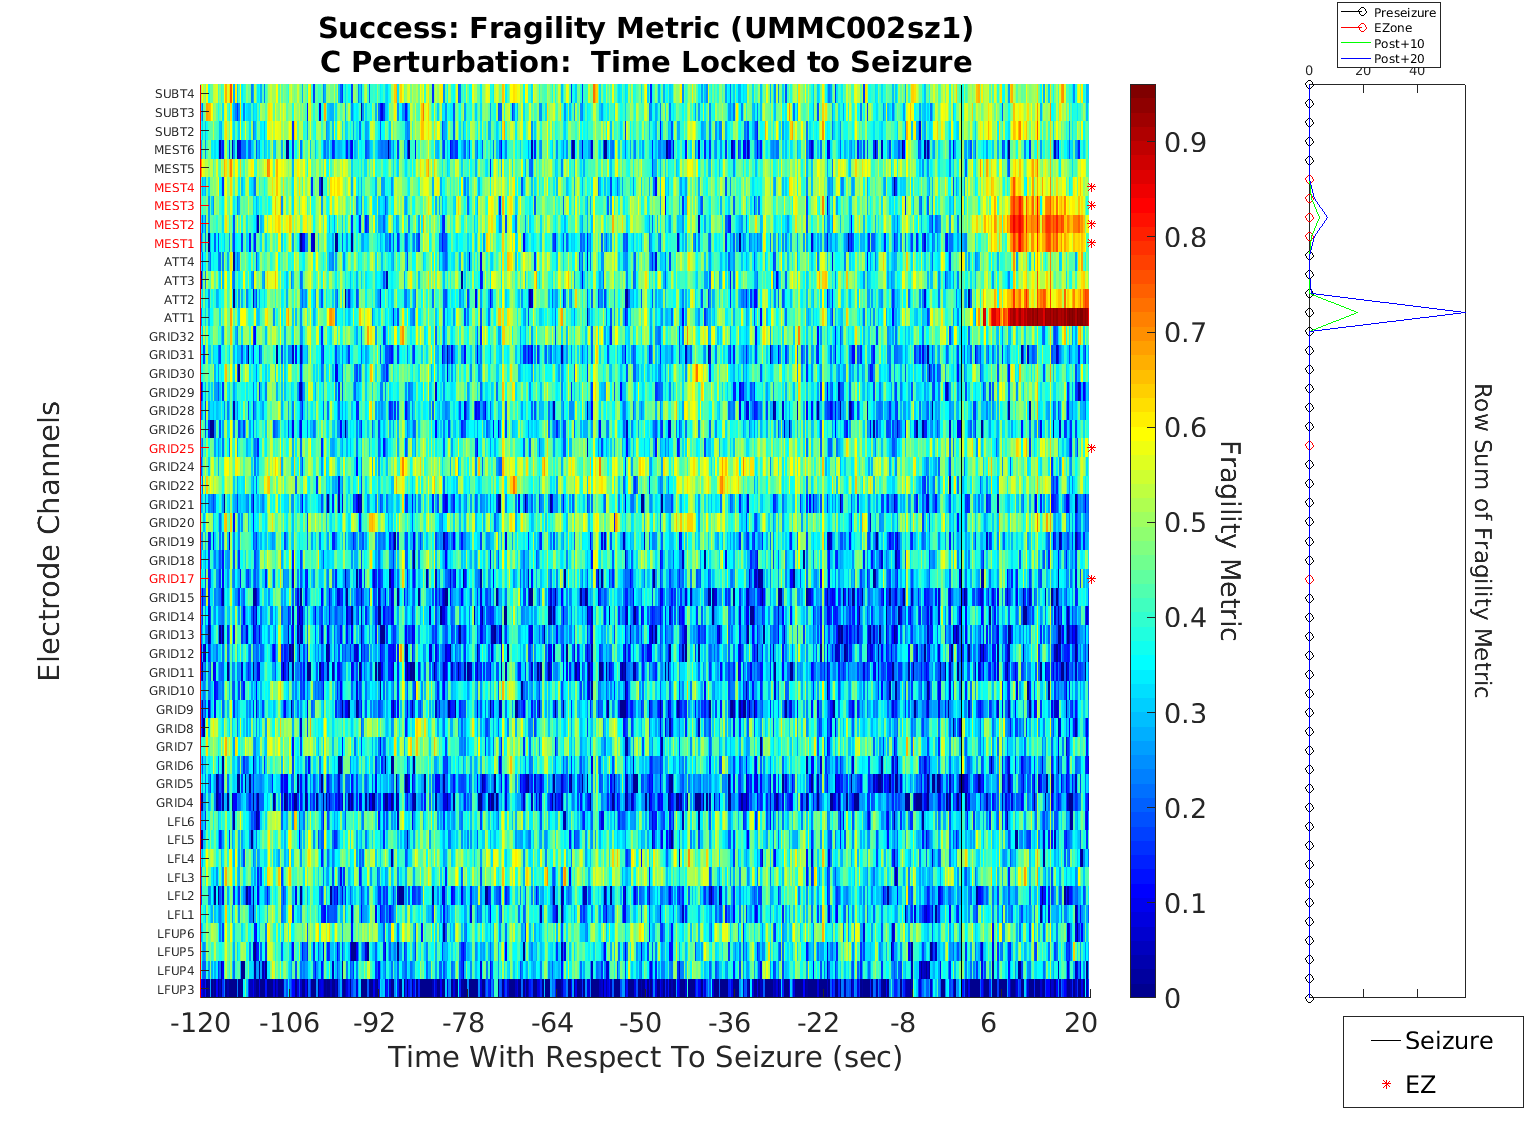 Success: Fragility Metric (UMMC002sz1)
C Perturbation: Time Locked to Seizure
Electrode Channels
SUBT4
SUBT3
SUBT2
MEST6
MEST5
MEST4
MEST3
MEST2
MEST1
ATT4
ATT3
ATT2
ATT1
GRID32
GRID31
GRID30
GRID29
GRID28
GRID26
GRID25
GRID24
GRID22
GRID21
GRID20
GRID19
GRID18
GRID17
GRID15
GRID14
GRID13
GRID12
GRID11
GRID10
GRID9
GRID8
GRID7
GRID6
GRID5
GRID4
LFL6
LFL5
LFL4
LFL3
LFL2
LFL1
LFUP6
LFUP5
LFUP4
LFUP3
-120 -106 -92 -78 -64 -50 -36 -22 -8 6 20
Time With Respect To Seizure (sec)
0.9
0.8
0.7
0.6
0.5
0.4
0.3
0.2
0.1
0
Fragility Metric
Preseizure
EZone
Post+10
Post+20
0 20 40
Row Sum of Fragility Metric
Seizure
EZ